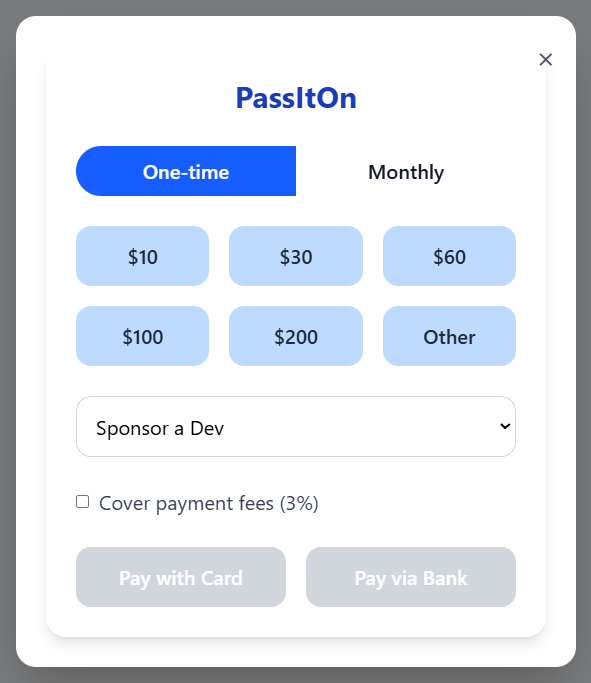 ×
PassItOn
One-time Monthly
$10 $30 $60
$100 $200 Other
Sponsor a Dev
Cover payment fees (3%)
Pay with Card Pay via Bank